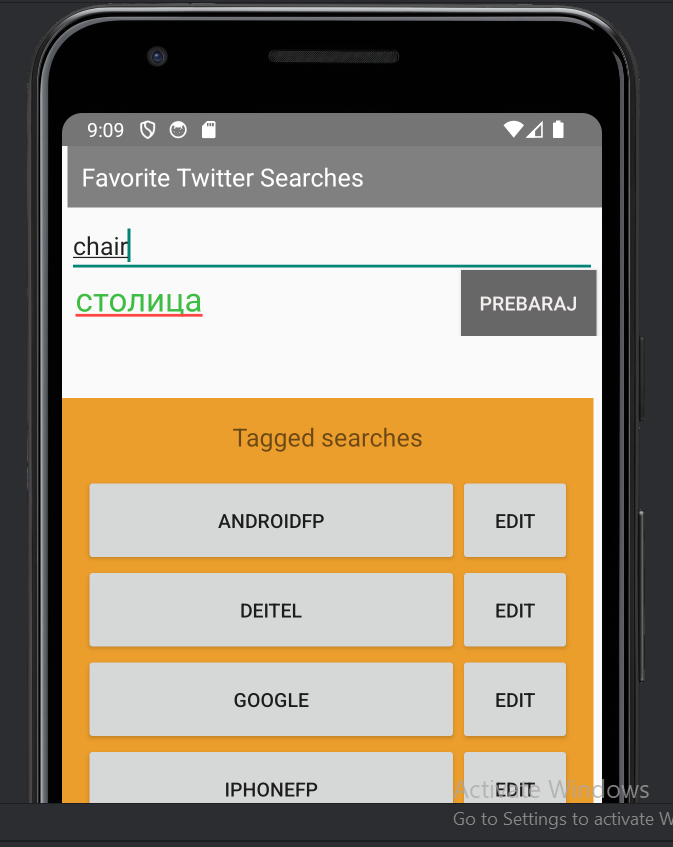 9:09
Favorite Twitter Searches
chair
столица
PREBARAJ
Tagged searches
ANDROIDFP EDIT
DEITEL EDIT
GOOGLE EDIT
IPHONEFP EDIT
Activate Windows
Go to Settings to activate W